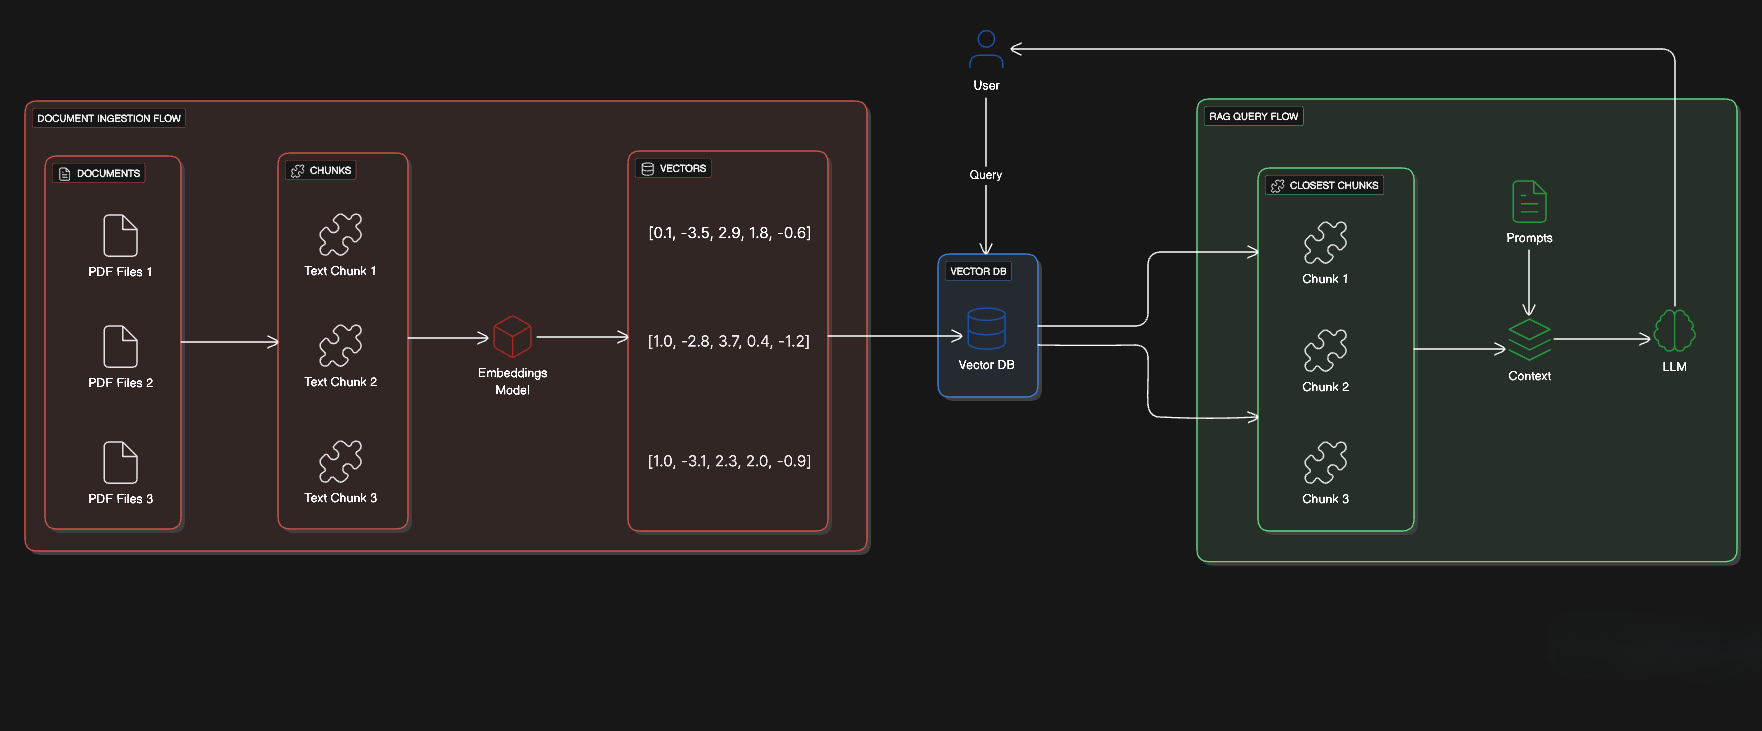 User
DOCUMENT INGESTION FLOW
RAG QUERY FLOW
DOCUMENTS
PDF Files 1
PDF Files 2
PDF Files 3
CHUNKS
Text Chunk 1
Text Chunk 2
Text Chunk 3
Embeddings
Model
VECTORS
[0.1, -3.5, 2.9, 1.8, -0.6]
[1.0, -2.8, 3.7, 0.4, -1.2]
[1.0, -3.1, 2.3, 2.0, -0.9]
Query
VECTOR DB
Vector DB
CLOSEST CHUNKS
Chunk 1
Chunk 2
Chunk 3
Prompts
Context
LLM